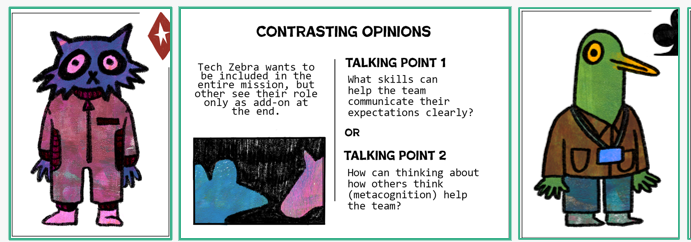 CONTRASTING OPINIONS
Tech Zebra wants to
be included in the
entire mission, but
other see their role
only as add-on at
the end.
TALKING POINT 1
What skills can
help the team
communicate their
expectations clearly?
OR
TALKING POINT 2
How can thinking about
how others think
(metacognition) help
the team?